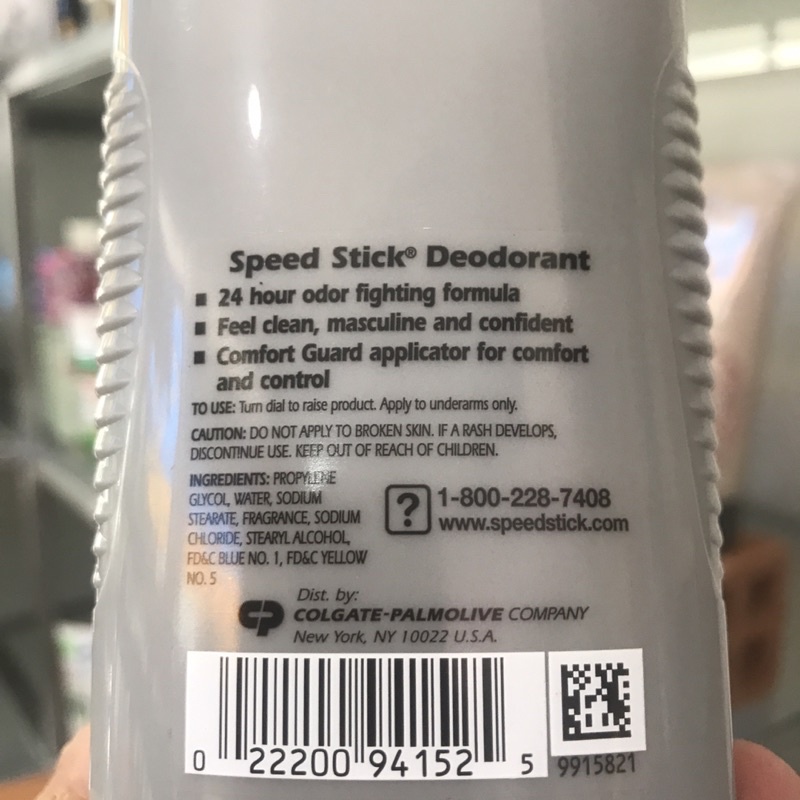 Speed Stick® Deodorant
▪ 24 hour odor fighting formula
▪ Feel clean, masculine and confident
▪ Comfort Guard applicator for comfort
and control
TO USE: Turn dial to raise product. Apply to underarms only.
CAUTION: DO NOT APPLY TO BROKEN SKIN. IF A RASH DEVELOPS,
DISCONTINUE USE. KEEP OUT OF REACH OF CHILDREN.
INGREDIENTS: PROPYLENE
GLYCOL, WATER, SODIUM
STEARATE, FRAGRANCE, SODIUM
CHLORIDE, STEARYL ALCOHOL,
FD&C BLUE NO. 1, FD&C YELLOW
NO. 5
?
1-800-228-7408
www.speedstick.com
Dist. by:
CP COLGATE-PALMOLIVE COMPANY
New York, NY 10022 U.S.A.
0 22200 94152 5
9915821